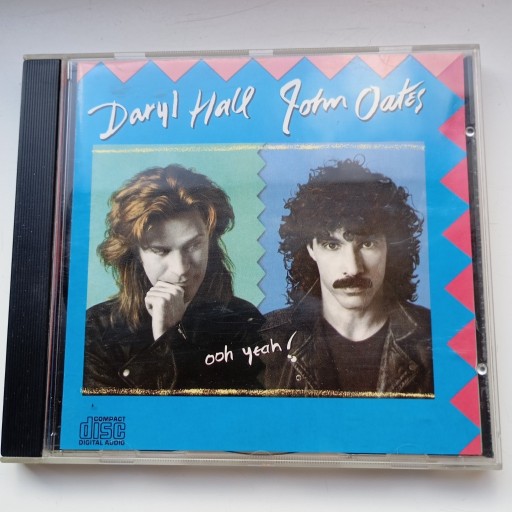 Daryl Hall John Oates
ooh yeah!
COMPACT
disc
DIGITAL AUDIO